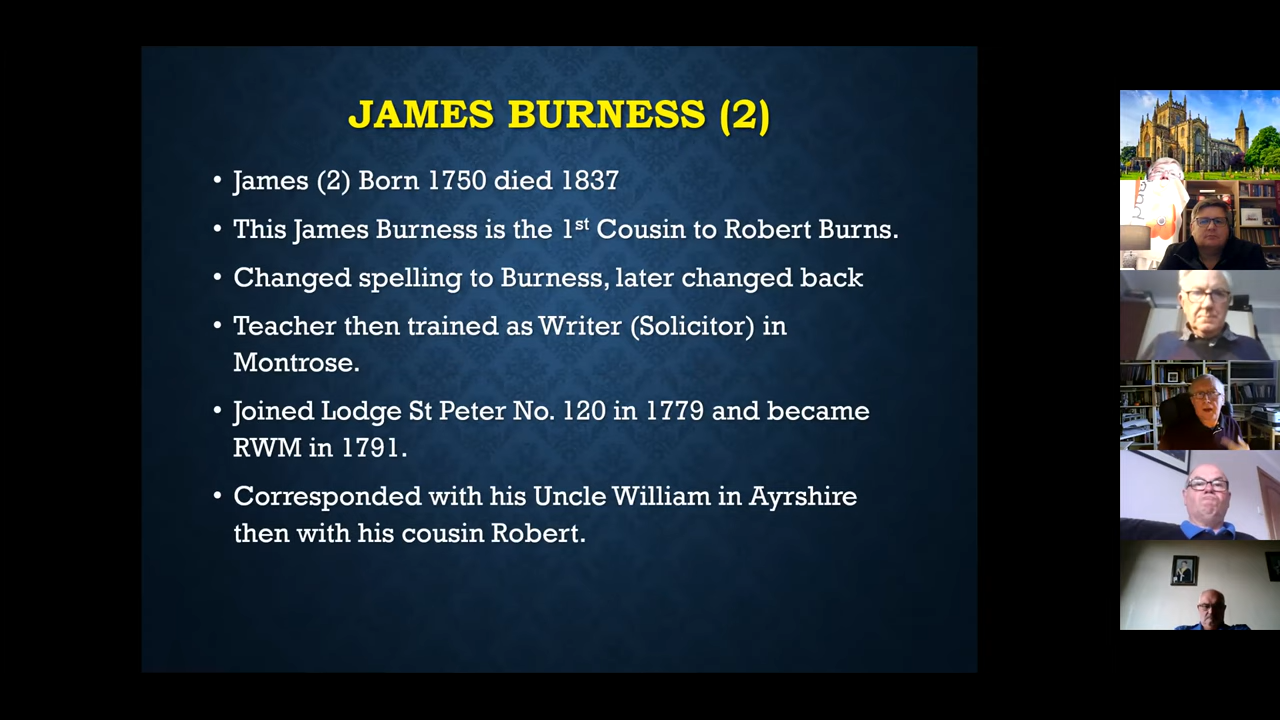 JAMES BURNESS (2)
• James (2) Born 1750 died 1837
• This James Burness is the 1st Cousin to Robert Burns.
• Changed spelling to Burness, later changed back
• Teacher then trained as Writer (Solicitor) in
Montrose.
• Joined Lodge St Peter No. 120 in 1779 and became
RWM in 1791.
• Corresponded with his Uncle William in Ayrshire
then with his cousin Robert.